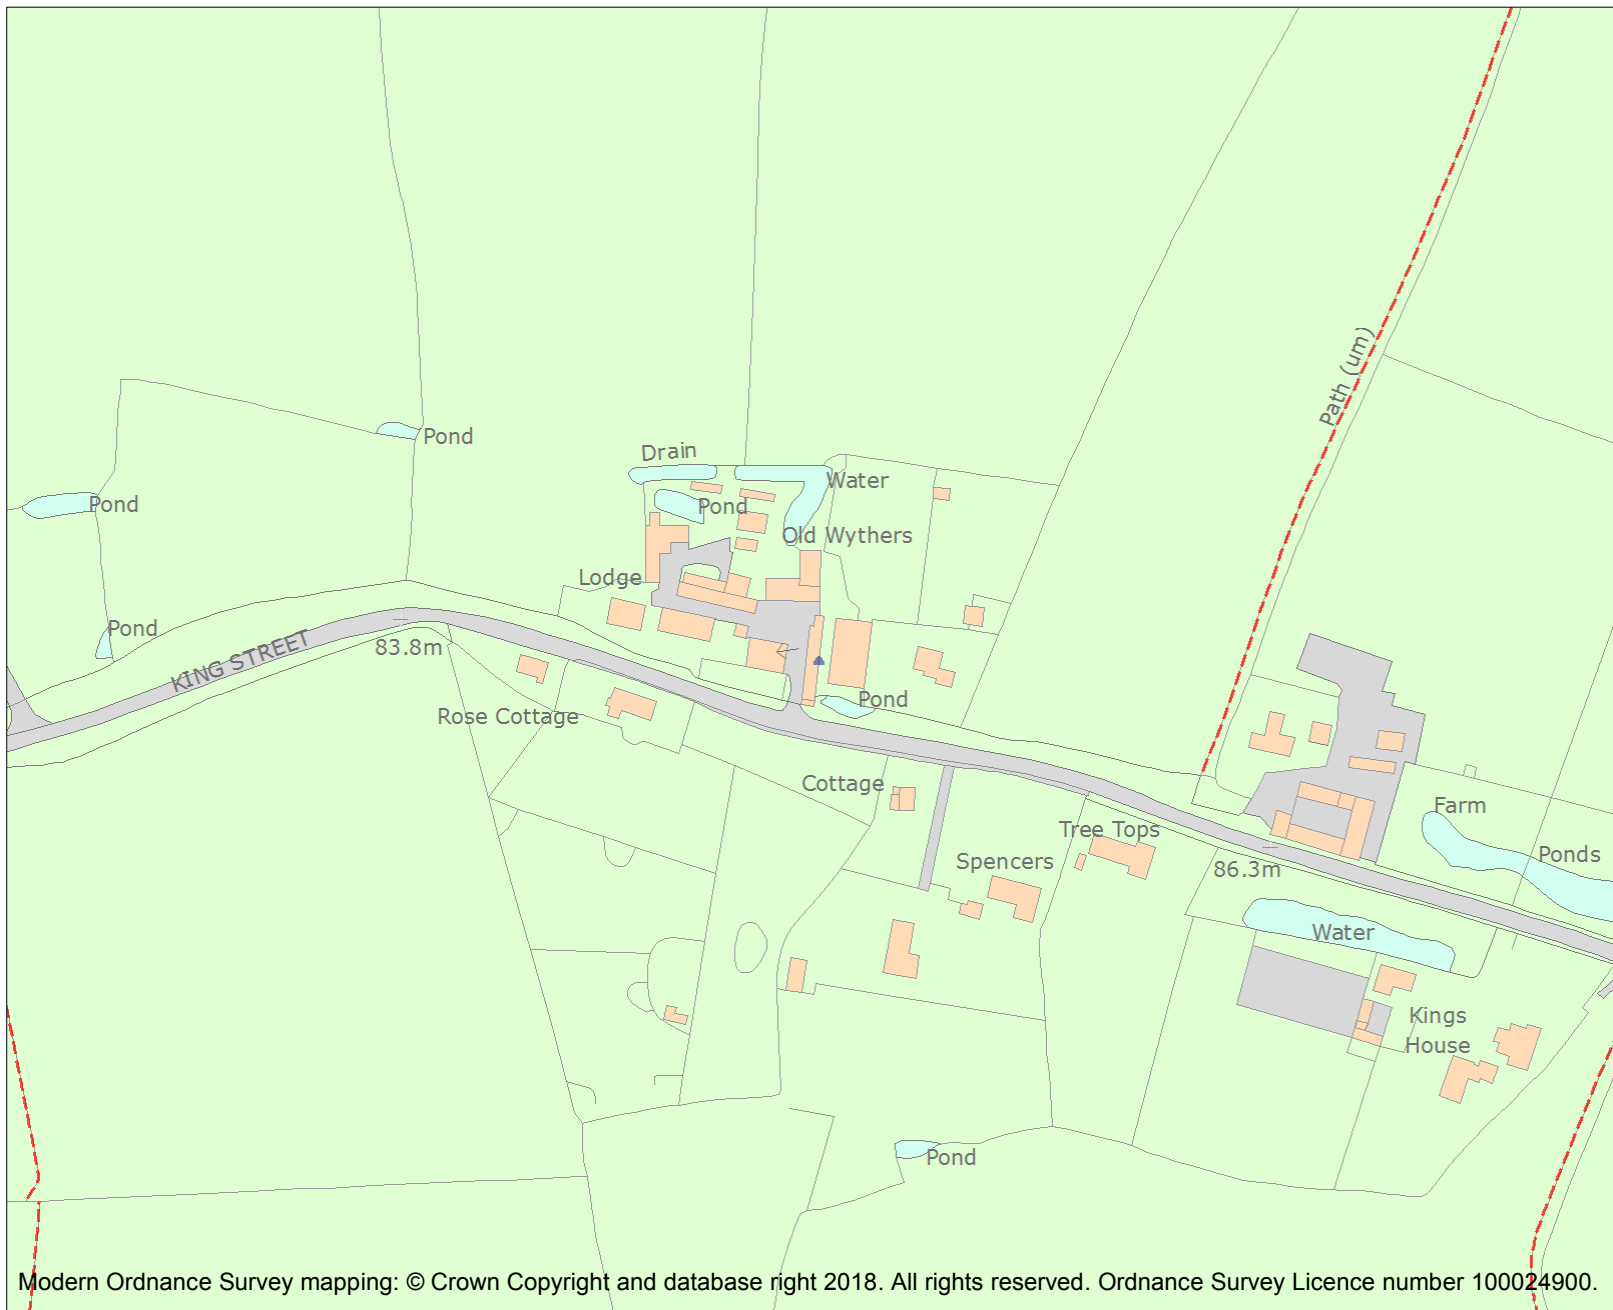 Path (um)
Pond
Drain
Water
Pond
Pond
Old Wythers
Lodge
Pond
KING STREET
83.8m
Pond
Rose Cottage
Cottage
Farm
Tree Tops
Ponds
Spencers
86.3m
Water
Kings
House
Pond
Modern Ordnance Survey mapping: © Crown Copyright and database right 2018. All rights reserved. Ordnance Survey Licence number 100024900.